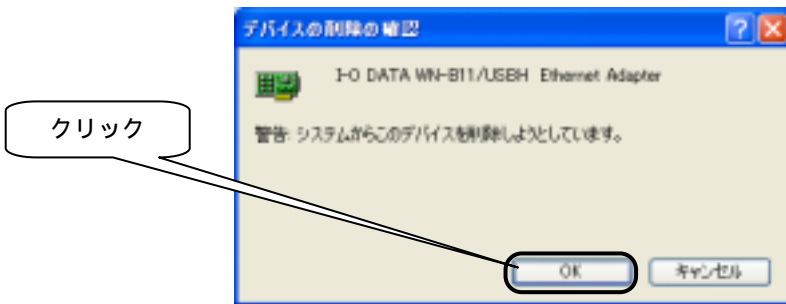 デバイスの削除の確認
I-O DATA WN-B11/USBH Ethernet Adapter
クリック
警告: システムからこのデバイスを削除しようとしています。
OK
キャンセル